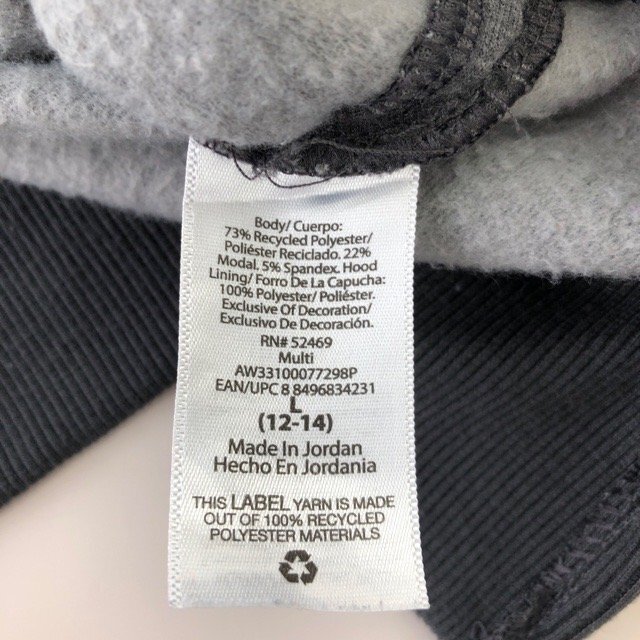 Body/ Cuerpo:
73% Recycled Polyester/
Poliéster Reciclado. 22%
Modal. 5% Spandex. Hood
Lining/ Forro De La Capucha:
100% Polyester/ Poliéster.
Exclusive Of Decoration/
Exclusivo De Decoración.
RN# 52469
Multi
AW33100077298P
EAN/UPC 8 8496834231
L
(12-14)
Made In Jordan
Hecho En Jordania
THIS LABEL YARN IS MADE
OUT OF 100% RECYCLED
POLYESTER MATERIALS